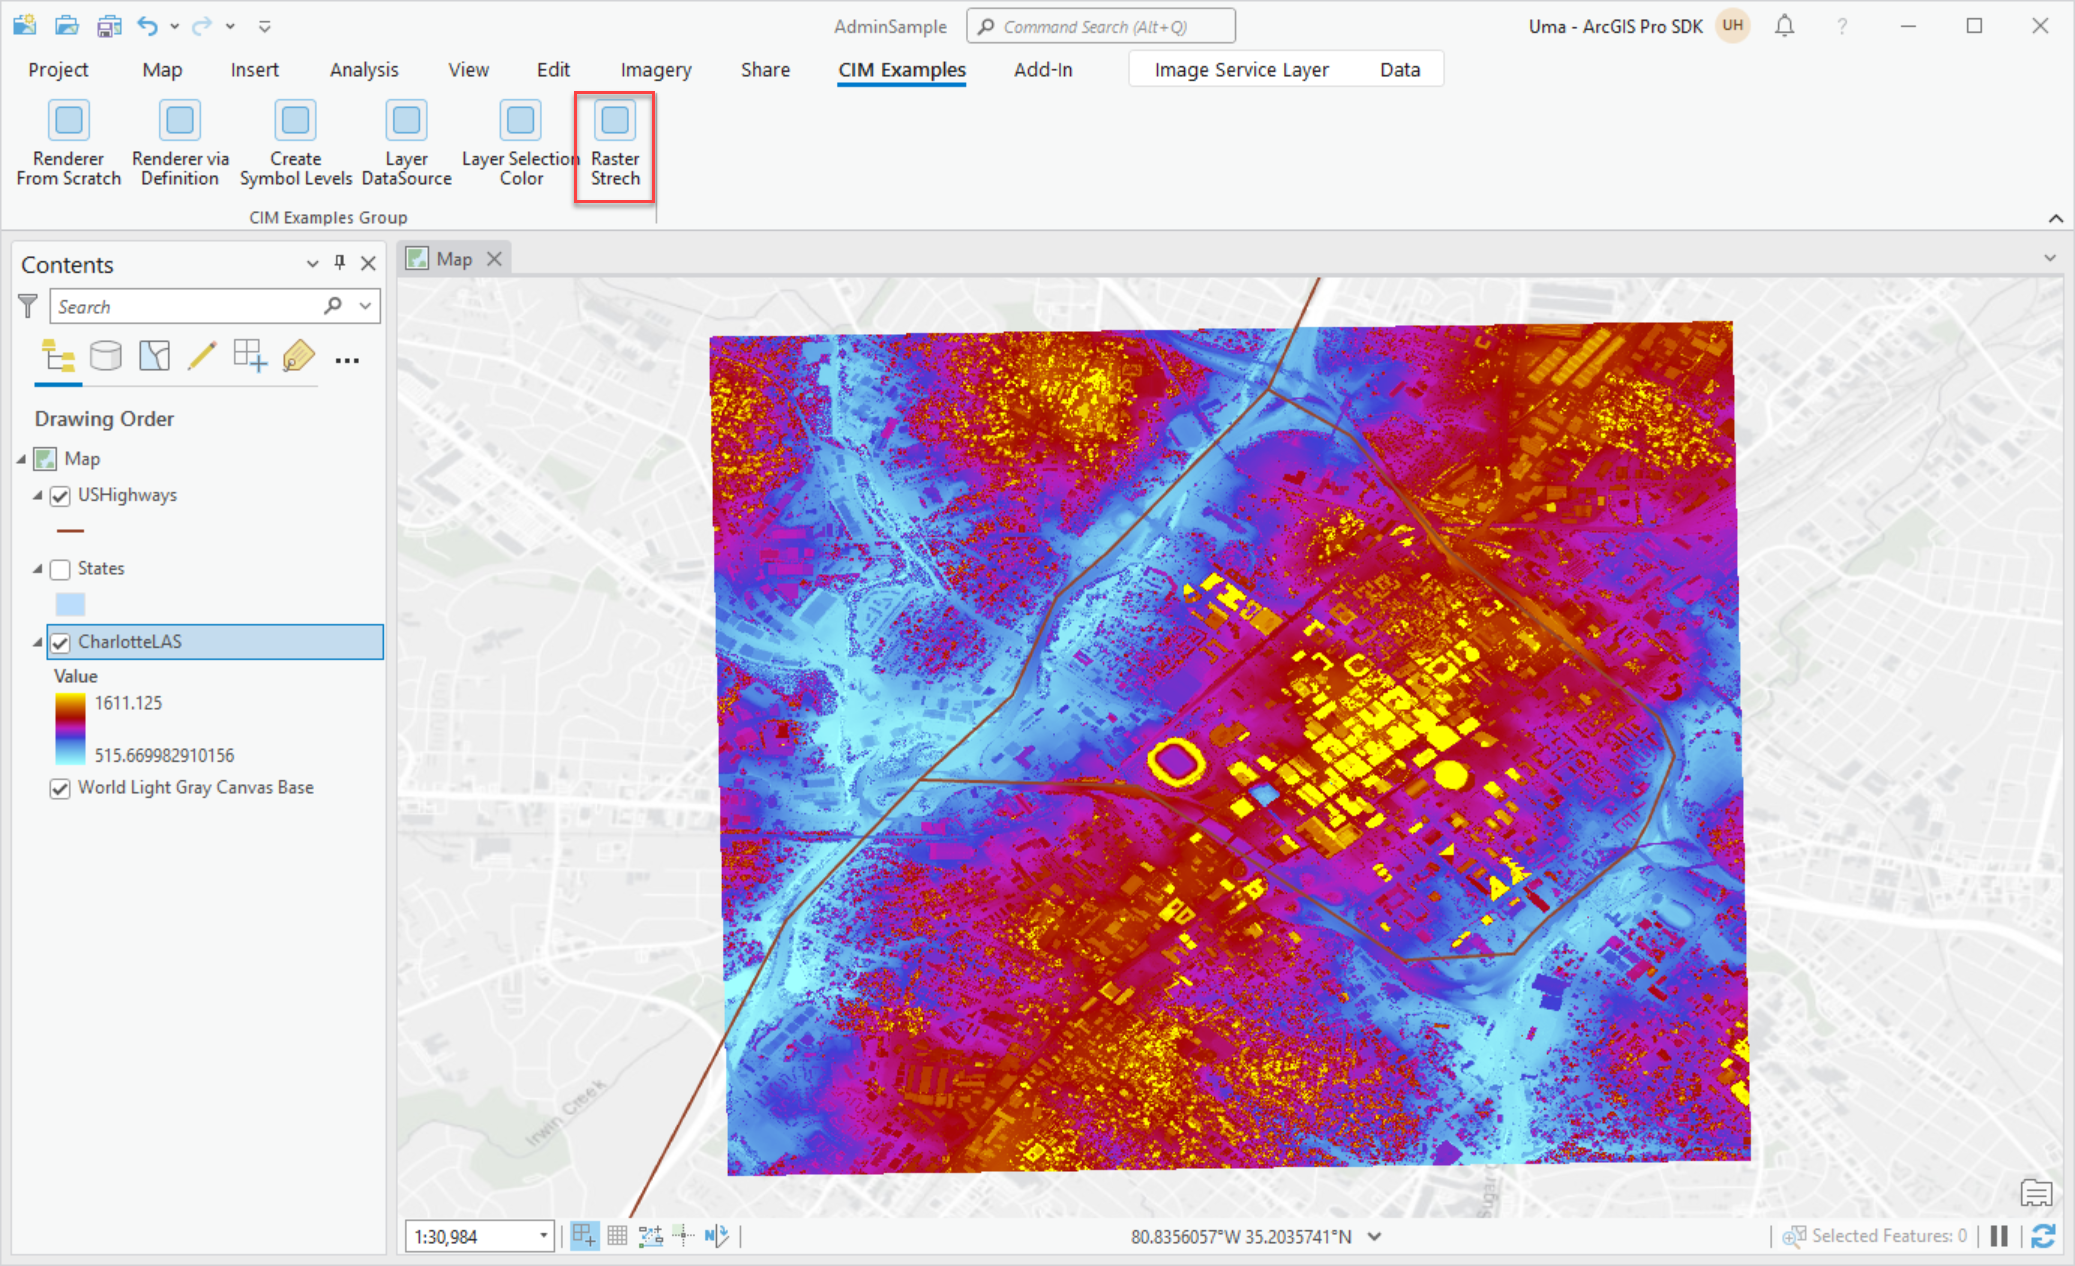 AdminSample
Command Search (Alt+Q)
Uma - ArcGIS Pro SDK
UH
?
Project
Map
Insert
Analysis
View
Edit
Imagery
Share
CIM Examples
Add-In
Image Service Layer
Data
Renderer
From Scratch
Renderer via
Definition
Create
Symbol Levels
Layer
DataSource
Layer Selection
Color
Raster
Strech
CIM Examples Group
Contents
Map
Search
Drawing Order
Map
USHighways
States
CharlotteLAS
Value
1611.125
515.669982910156
World Light Gray Canvas Base
Irwin Creek
Sugar C
1:30,984
N
80.8356057°W 35.2035741°N
Selected Features: 0